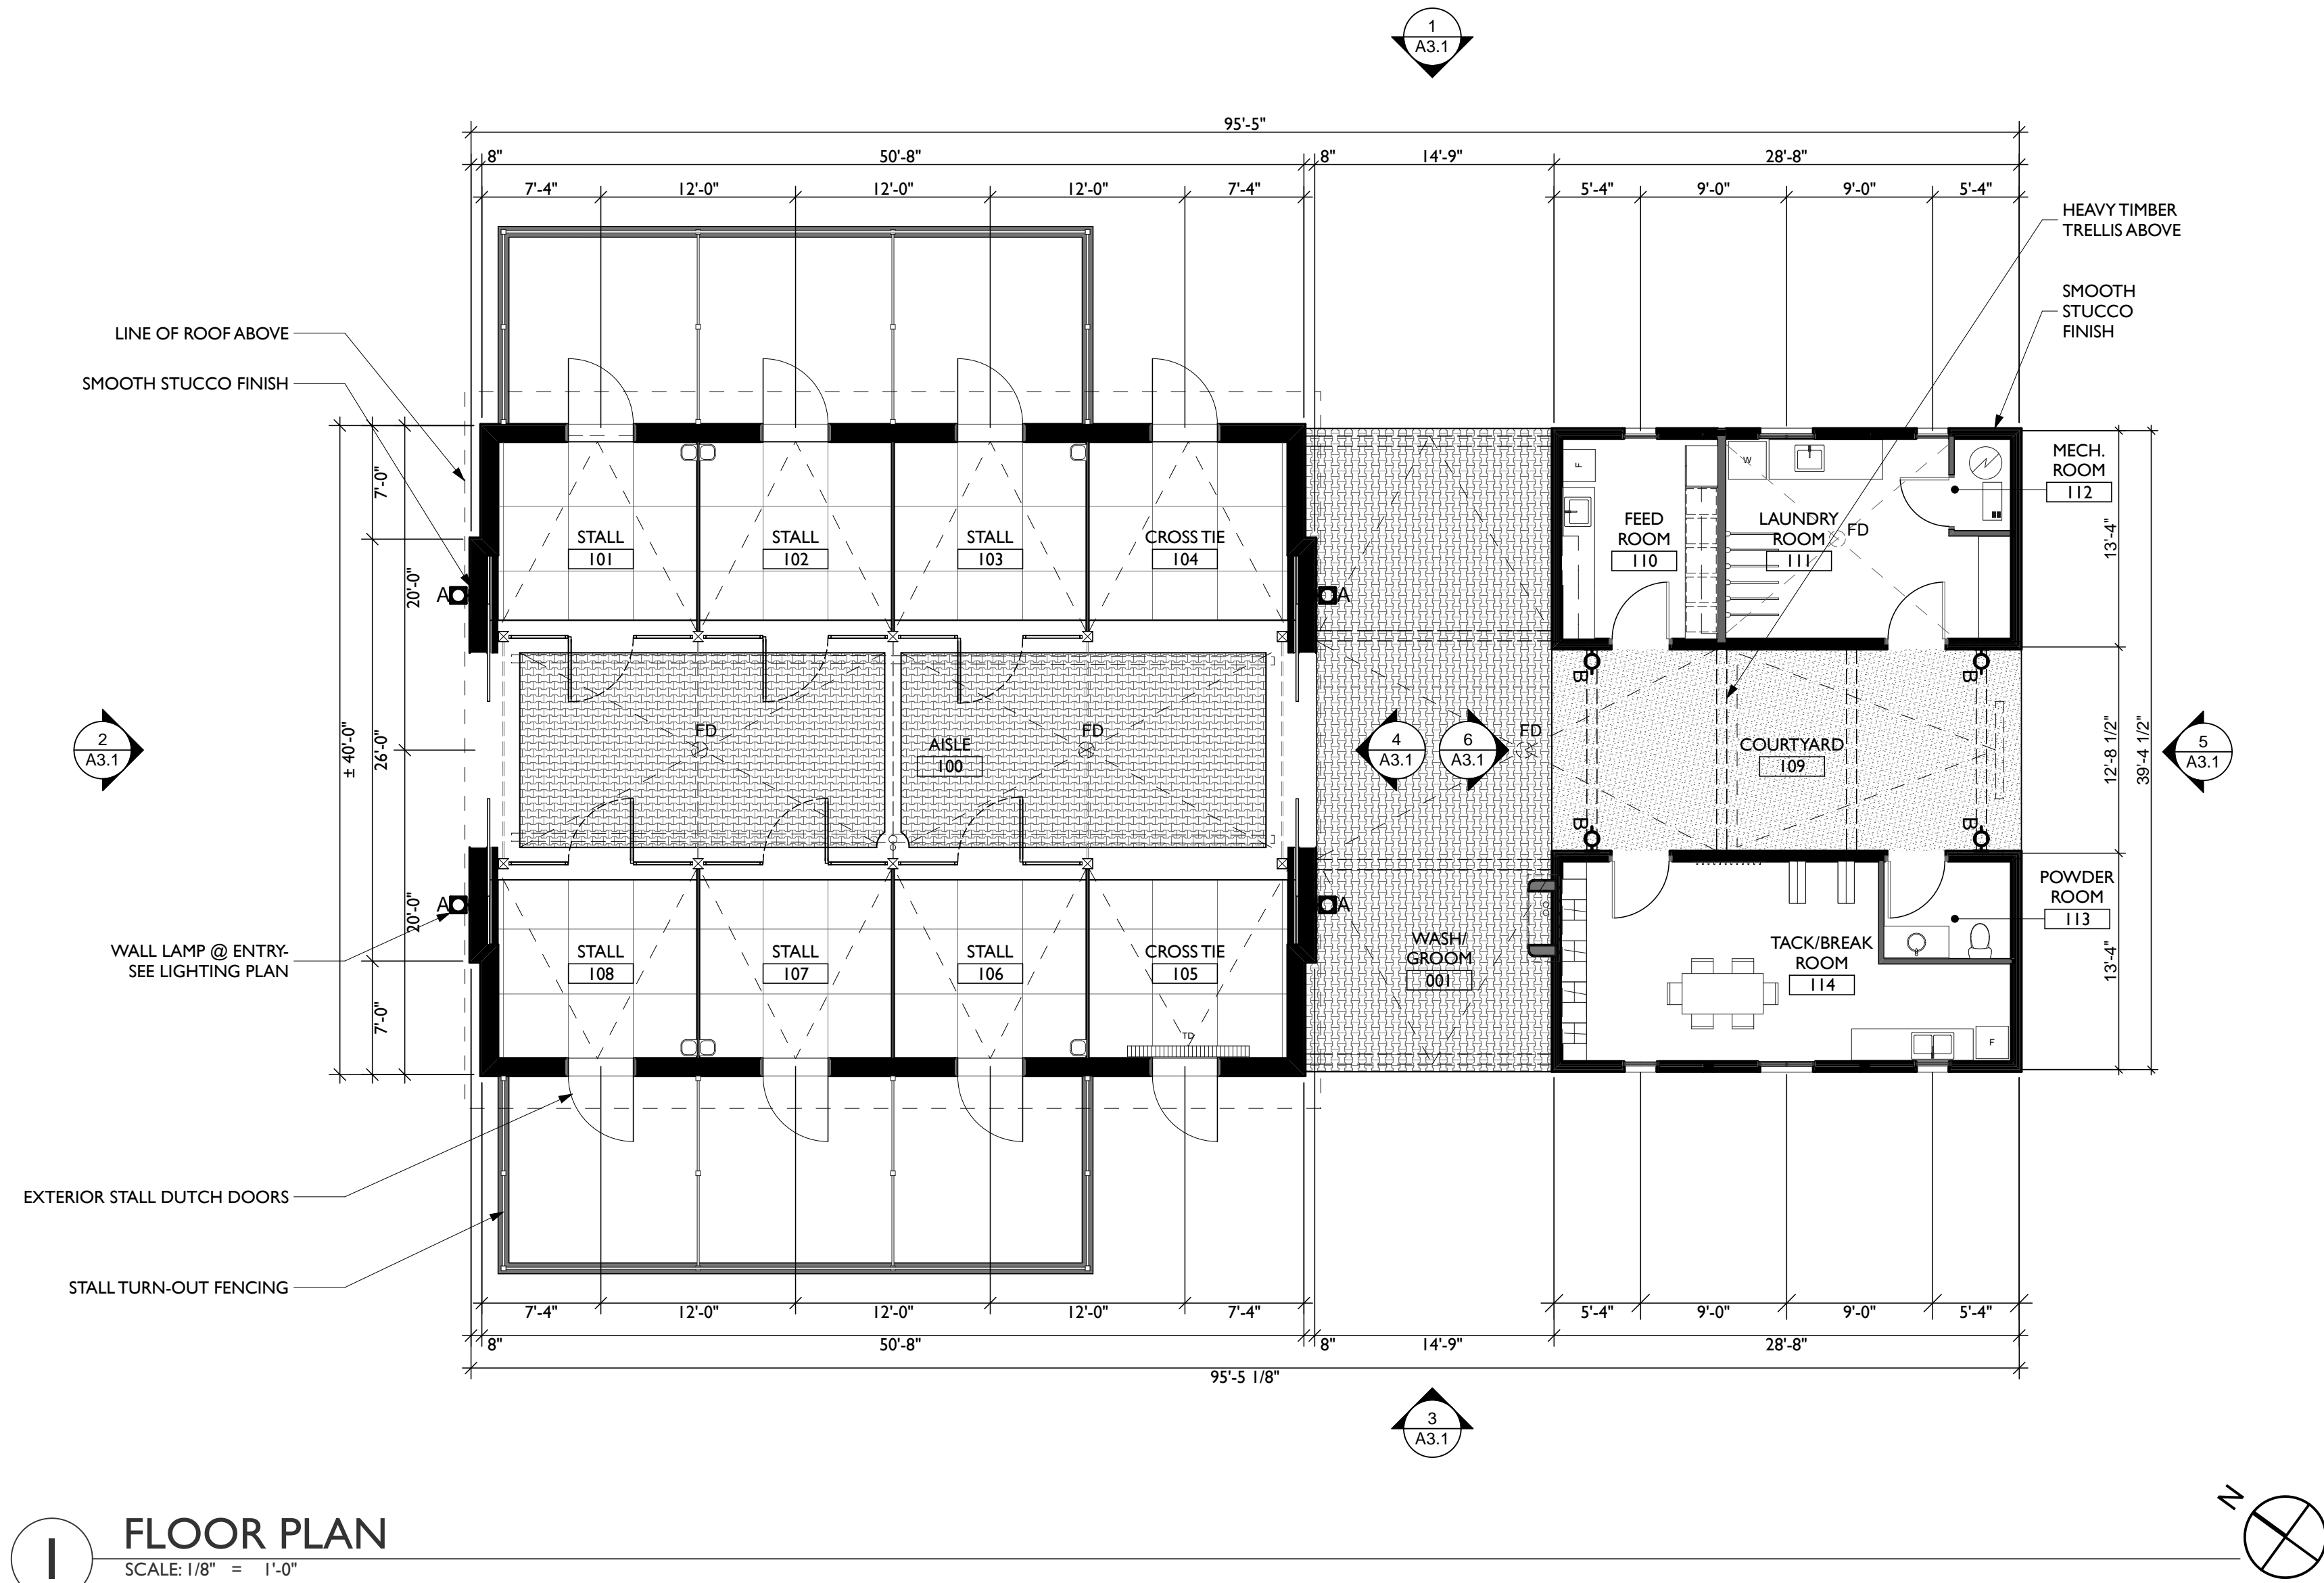 1
A3.1
95'-5"
8"
50'-8"
8"
14'-9"
28'-8"
7'-4"
12'-0"
12'-0"
12'-0"
7'-4"
5'-4"
9'-0"
9'-0"
5'-4"
HEAVY TIMBER
TRELLIS ABOVE
SMOOTH
STUCCO
FINISH
LINE OF ROOF ABOVE
SMOOTH STUCCO FINISH
7'-0"
20'-0"
± 40'-0"
26'-0"
20'-0"
7'-0"
A
A
A
A
STALL
101
STALL
102
STALL
103
CROSS TIE
104
F
FEED
ROOM
110
W
LAUNDRY
ROOM
111
FD
MECH.
ROOM
112
13'-4"
2
A3.1
FD
FD
AISLE
100
4
A3.1
6
A3.1
FD
B
B
B
B
COURTYARD
109
12'-8 1/2"
39'-4 1/2"
5
A3.1
WALL LAMP @ ENTRY-
SEE LIGHTING PLAN
STALL
108
STALL
107
STALL
106
CROSS TIE
105
TD
WASH/
GROOM
001
TACK/BREAK
ROOM
114
F
POWDER
ROOM
113
13'-4"
EXTERIOR STALL DUTCH DOORS
STALL TURN-OUT FENCING
7'-4"
12'-0"
12'-0"
12'-0"
7'-4"
5'-4"
9'-0"
9'-0"
5'-4"
8"
50'-8"
8"
14'-9"
28'-8"
95'-5 1/8"
3
A3.1
N
1
FLOOR PLAN
SCALE: 1/8" = 1'-0"